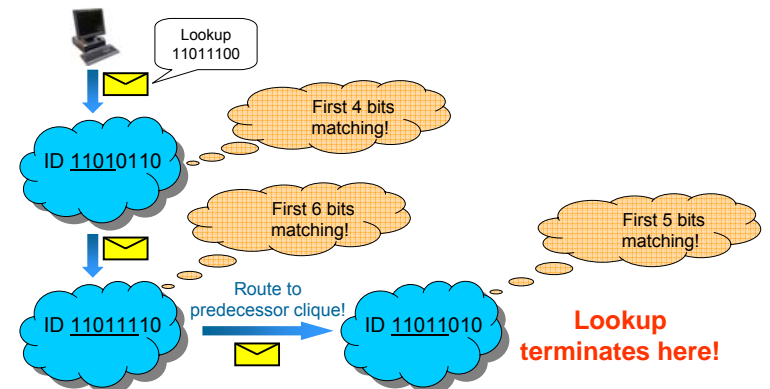 Lookup
11011100
First 4 bits
matching!
ID 11010110
First 6 bits
matching!
First 5 bits
matching!
Route to
predecessor clique!
ID 11011110
ID 11011010
Lookup
terminates here!